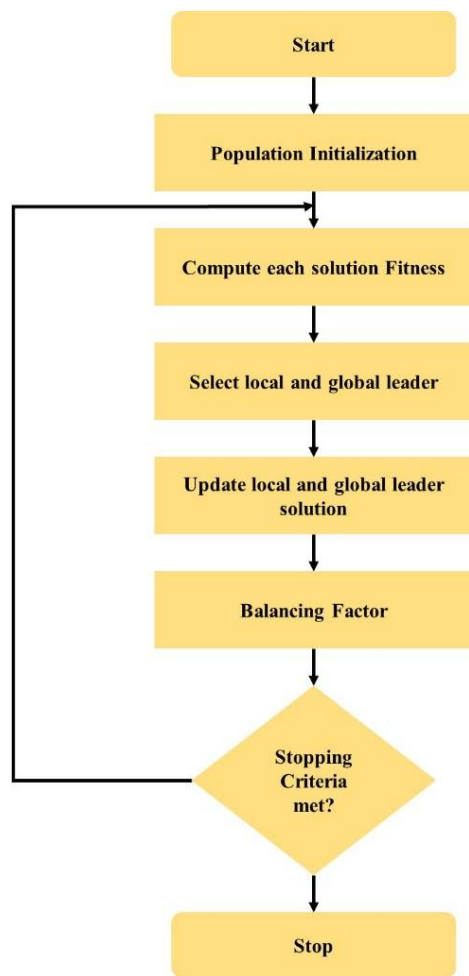 Start
Population Initialization
Compute each solution Fitness
Select local and global leader
Update local and global leader
solution
Balancing Factor
Stopping
Criteria
met?
Stop